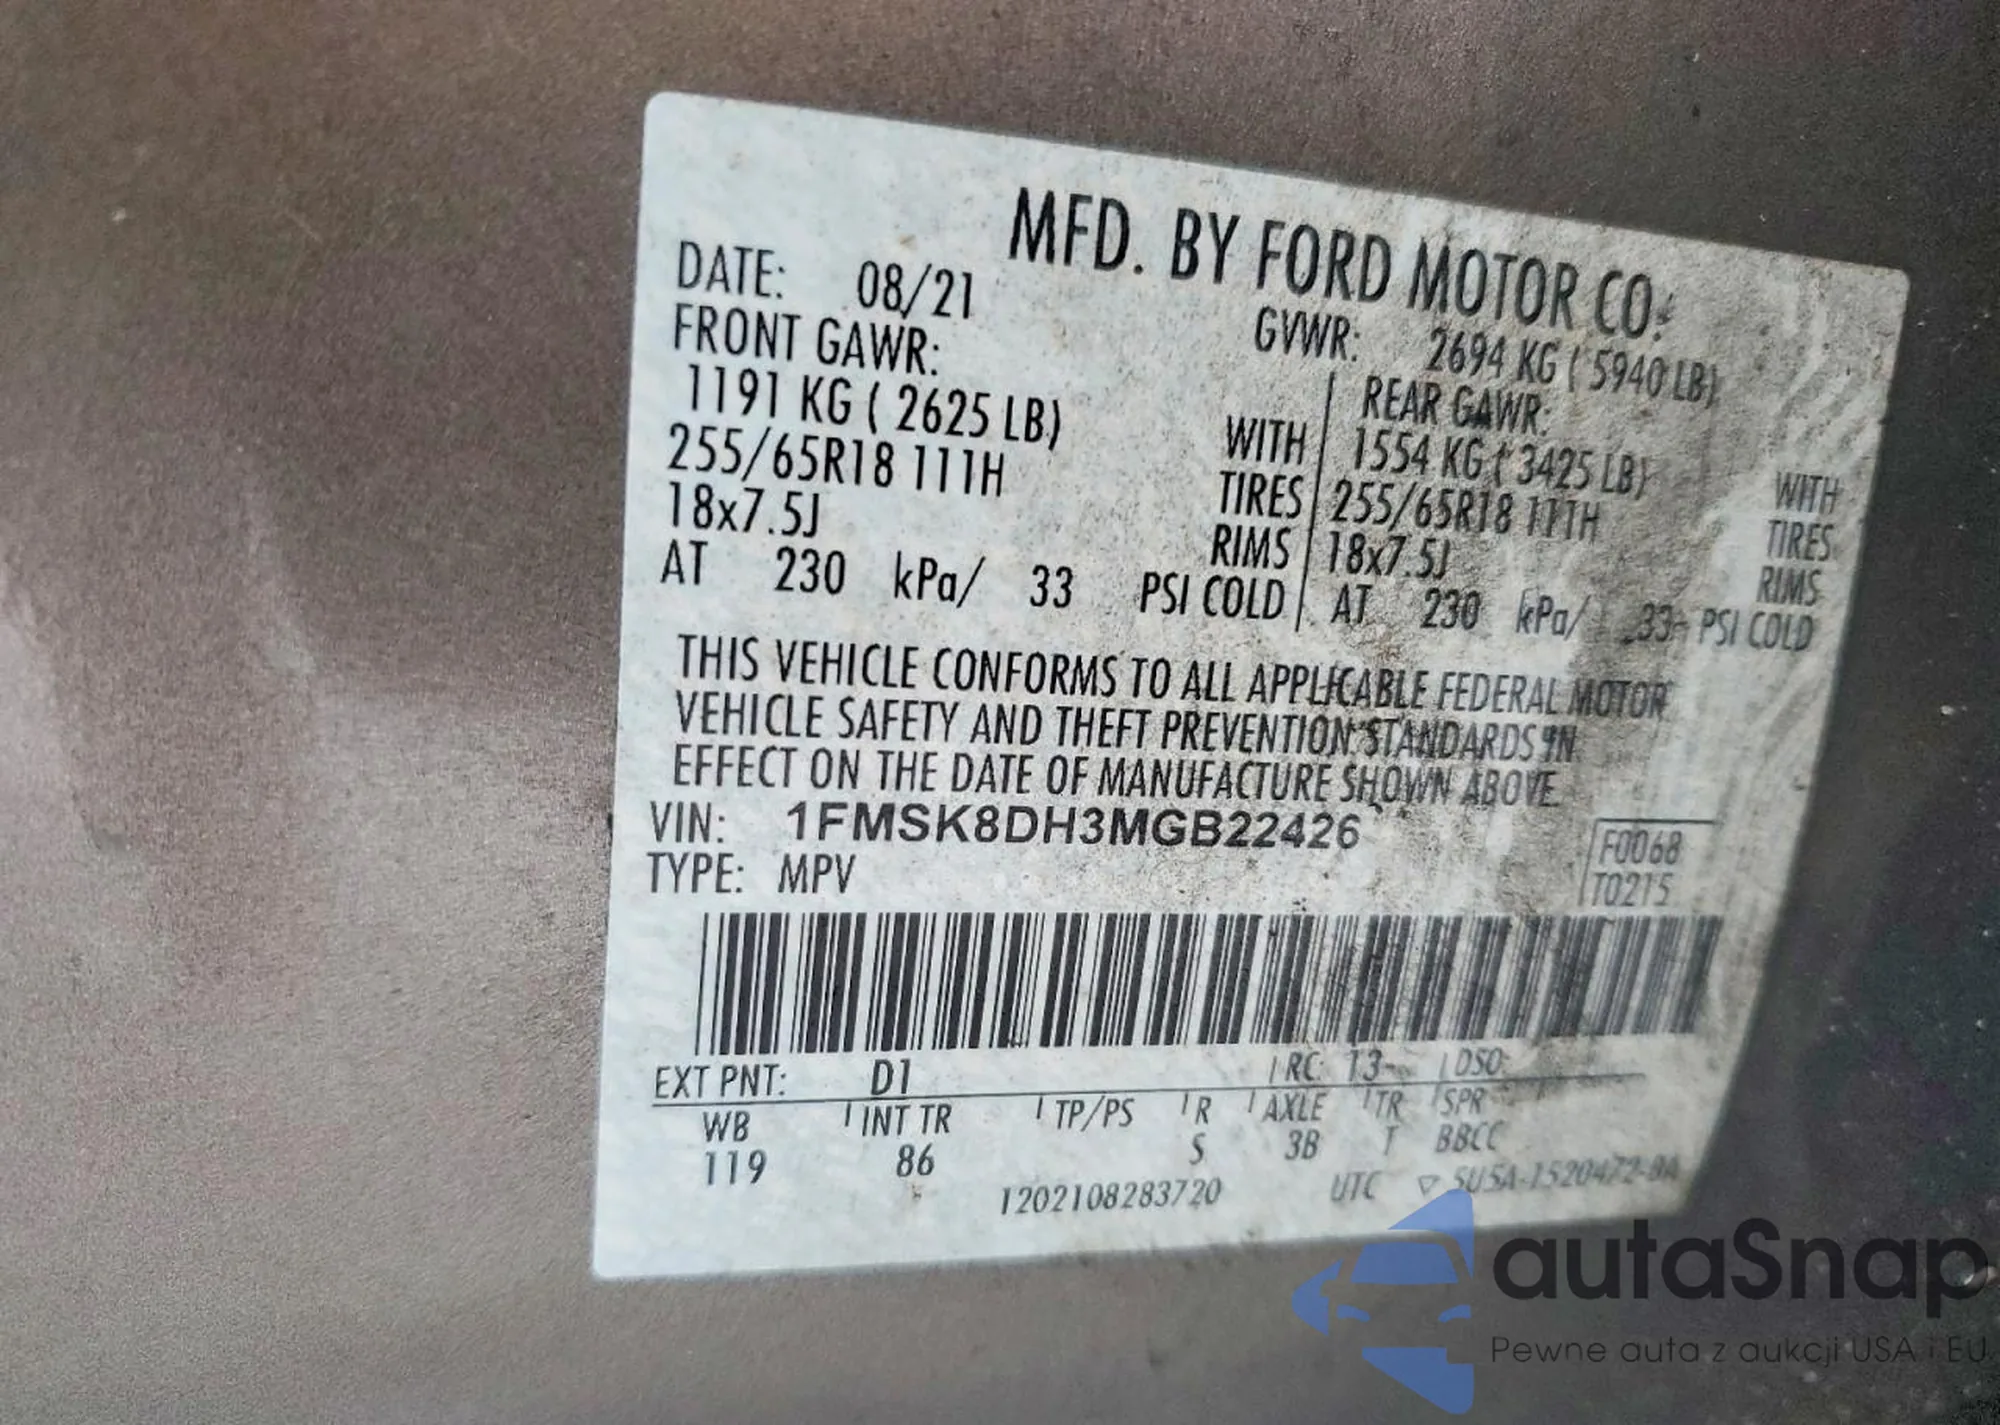 MFD. BY FORD MOTOR CO.
DATE: 08/21 GVWR: 2694 KG ( 5940 LB)
FRONT GAWR: REAR GAWR:
1191 KG ( 2625 LB) WITH 1554 KG ( 3425 LB) WITH
255/65R18 111H TIRES 255/65R18 111H TIRES
18x7.5J RIMS 18x7.5J RIMS
AT 230 kPa/ 33 PSI COLD AT 230 kPa/ 33 PSI COLD
THIS VEHICLE CONFORMS TO ALL APPLICABLE FEDERAL MOTOR
VEHICLE SAFETY AND THEFT PREVENTION STANDARDS IN
EFFECT ON THE DATE OF MANUFACTURE SHOWN ABOVE
VIN: 1FMSK8DH3MGB22426
TYPE: MPV
F0068
T0215
EXT PNT: D1 RC: 13 DSO:
WB INT TR TP/PS R AXLE TR SPR
119 86 S 3B T BBCC
1202108283720 UTC
autaSnap
Pewne auta z aukcji USA i EU